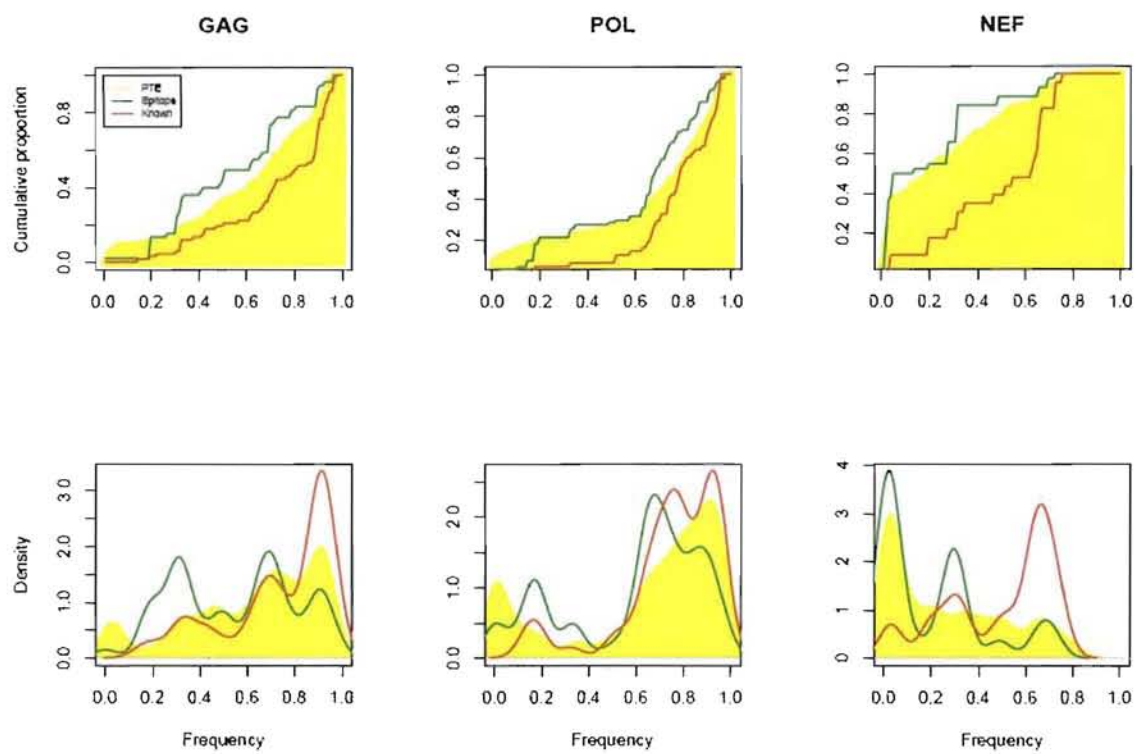 GAG POL NEF
PTE
Epitope
Known
Cumulative proportion
0.0 0.4 0.8
0.2 0.4 0.6 0.8 1.0
0.2 0.4 0.6 0.8 1.0
0.0 0.2 0.4 0.6 0.8 1.0
0.0 0.2 0.4 0.6 0.8 1.0
0.0 0.2 0.4 0.6 0.8 1.0
Density
0.0 1.0 2.0 3.0
0.0 1.0 2.0
0 1 2 3 4
0.0 0.2 0.4 0.6 0.8 1.0
0.0 0.2 0.4 0.6 0.8 1.0
0.0 0.2 0.4 0.6 0.8 1.0
Frequency Frequency Frequency